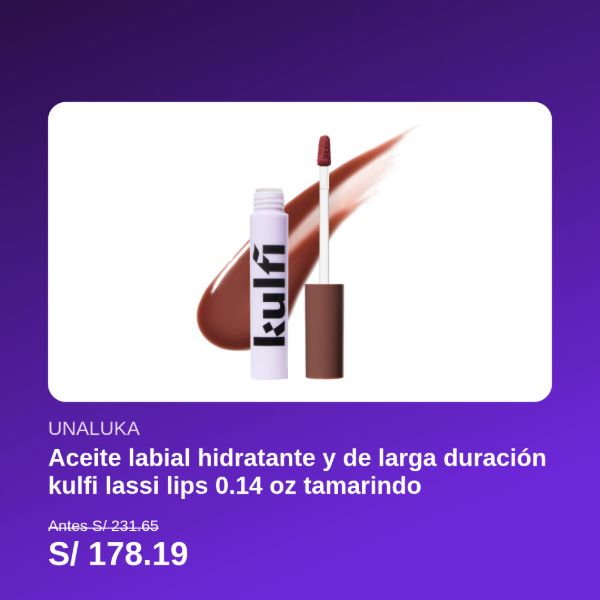 kulfi
UNALUKA
Aceite labial hidratante y de larga duración
kulfi lassi lips 0.14 oz tamarindo
Antes S/ 231.65
S/ 178.19